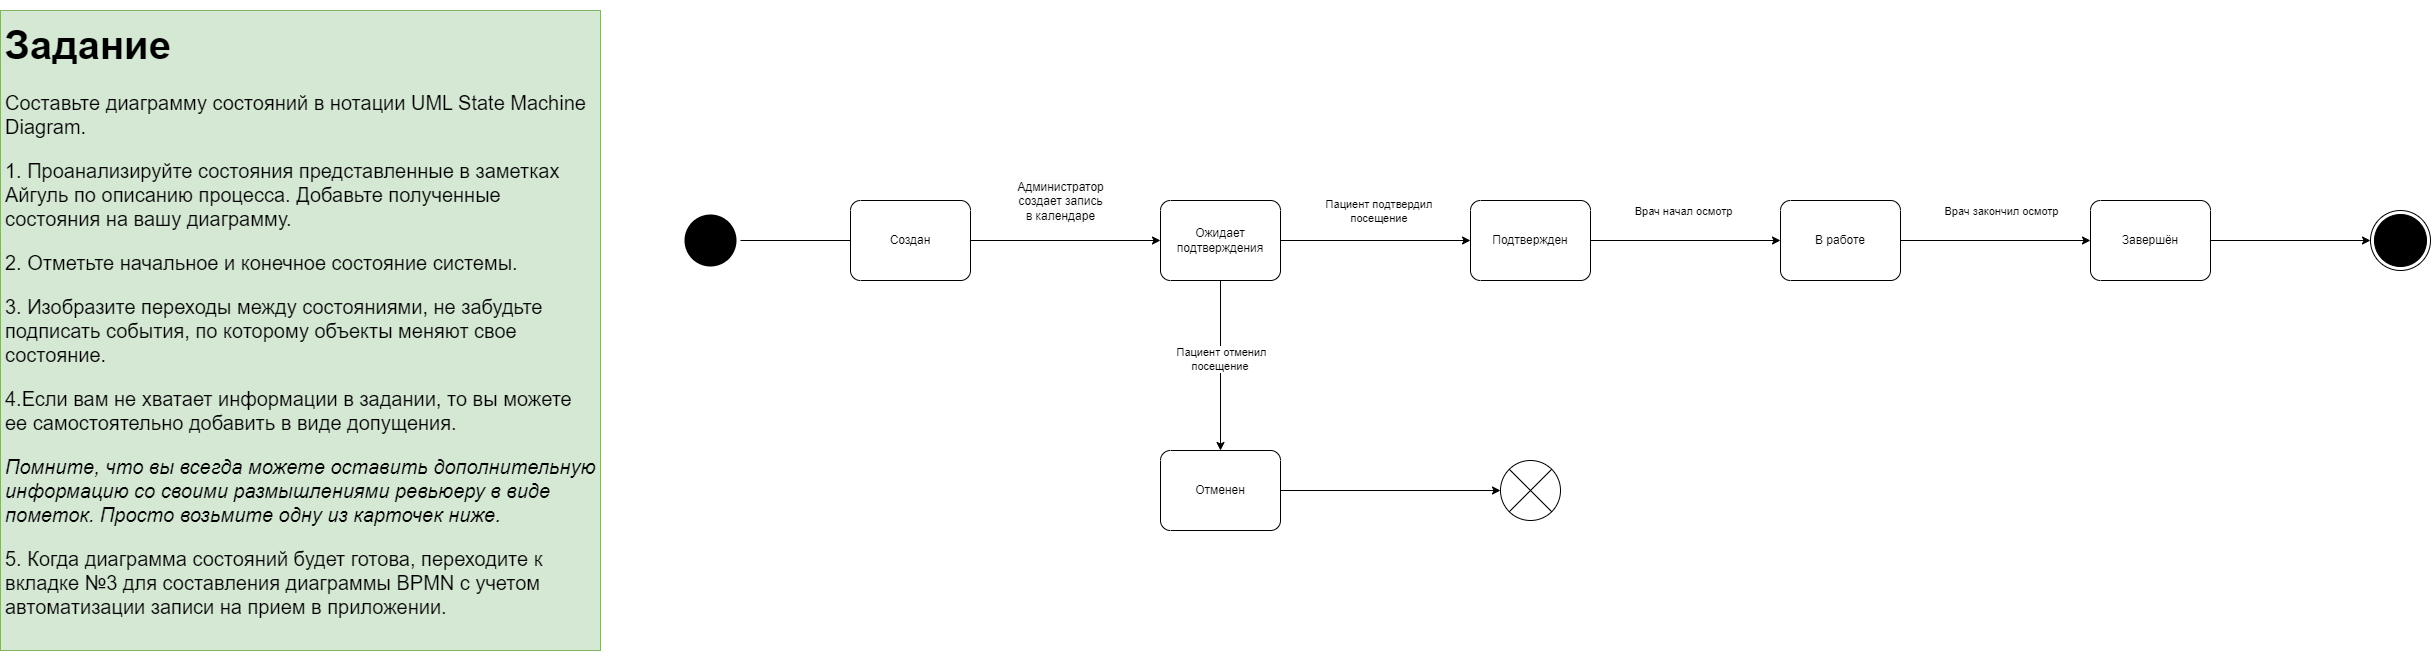 Задание
Составьте диаграмму состояний в нотации UML State Machine
Diagram.
1. Проанализируйте состояния представленные в заметках
Айгуль по описанию процесса. Добавьте полученные
состояния на вашу диаграмму.
2. Отметьте начальное и конечное состояние системы.
3. Изобразите переходы между состояниями, не забудьте
подписать события, по которому объекты меняют свое
состояние.
4.Если вам не хватает информации в задании, то вы можете
ее самостоятельно добавить в виде допущения.
Помните, что вы всегда можете оставить дополнительную
информацию со своими размышлениями ревьюеру в виде
пометок. Просто возьмите одну из карточек ниже.
5. Когда диаграмма состояний будет готова, переходите к
вкладке №3 для составления диаграммы BPMN с учетом
автоматизации записи на прием в приложении.
Создан
Администратор
создает запись
в календаре
Ожидает
подтверждения
Пациент подтвердил
посещение
Подтвержден
Врач начал осмотр
В работе
Врач закончил осмотр
Завершён
Пациент отменил
посещение
Отменен